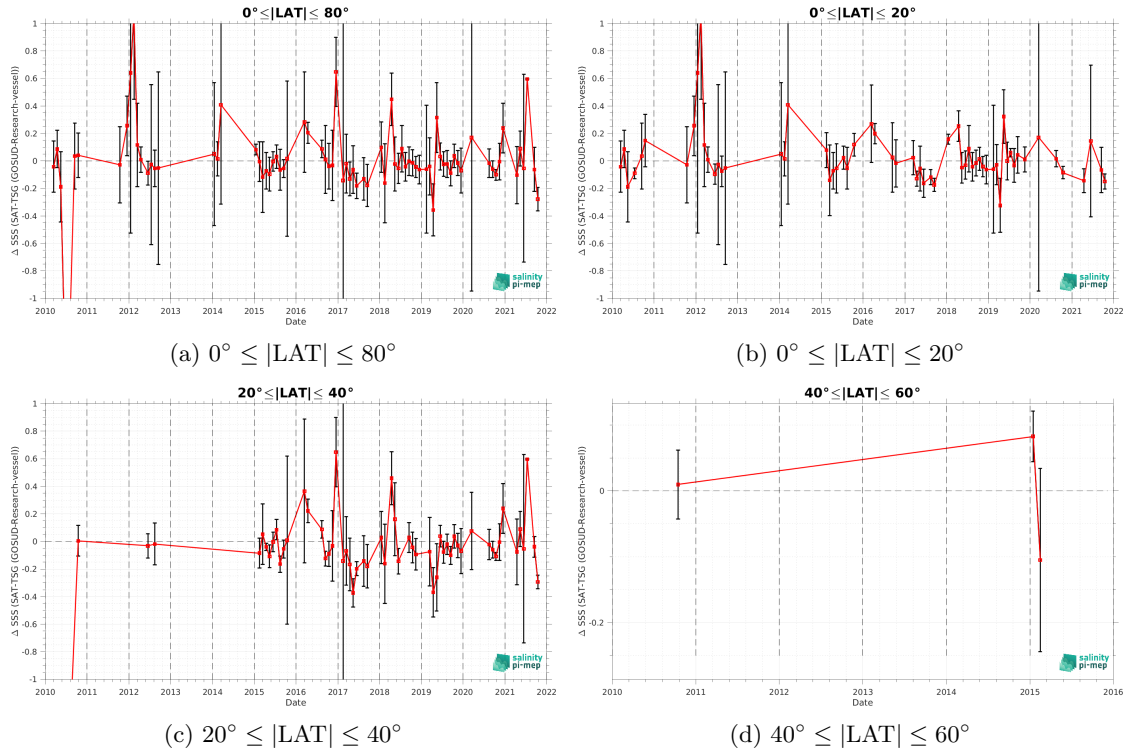 0°≤|LAT|≤ 80°
Δ SSS (SAT-TSG (GOSUD-Research-vessel))
1
0.8
0.6
0.4
0.2
0
-0.2
-0.4
-0.6
-0.8
-1
2010 2011 2012 2013 2014 2015 2016 2017 2018 2019 2020 2021 2022
Date
salinity
pi-mep
(a) 0° ≤ |LAT| ≤ 80°
0°≤|LAT|≤ 20°
Δ SSS (SAT-TSG (GOSUD-Research-vessel))
1
0.8
0.6
0.4
0.2
0
-0.2
-0.4
-0.6
-0.8
-1
2010 2011 2012 2013 2014 2015 2016 2017 2018 2019 2020 2021 2022
Date
salinity
pi-mep
(b) 0° ≤ |LAT| ≤ 20°
20°≤|LAT|≤ 40°
Δ SSS (SAT-TSG (GOSUD-Research-vessel))
1
0.8
0.6
0.4
0.2
0
-0.2
-0.4
-0.6
-0.8
-1
2010 2011 2012 2013 2014 2015 2016 2017 2018 2019 2020 2021 2022
Date
salinity
pi-mep
(c) 20° ≤ |LAT| ≤ 40°
40°≤|LAT|≤ 60°
Δ SSS (SAT-TSG (GOSUD-Research-vessel))
0
-0.2
2010 2011 2012 2013 2014 2015 2016
Date
salinity
pi-mep
(d) 40° ≤ |LAT| ≤ 60°